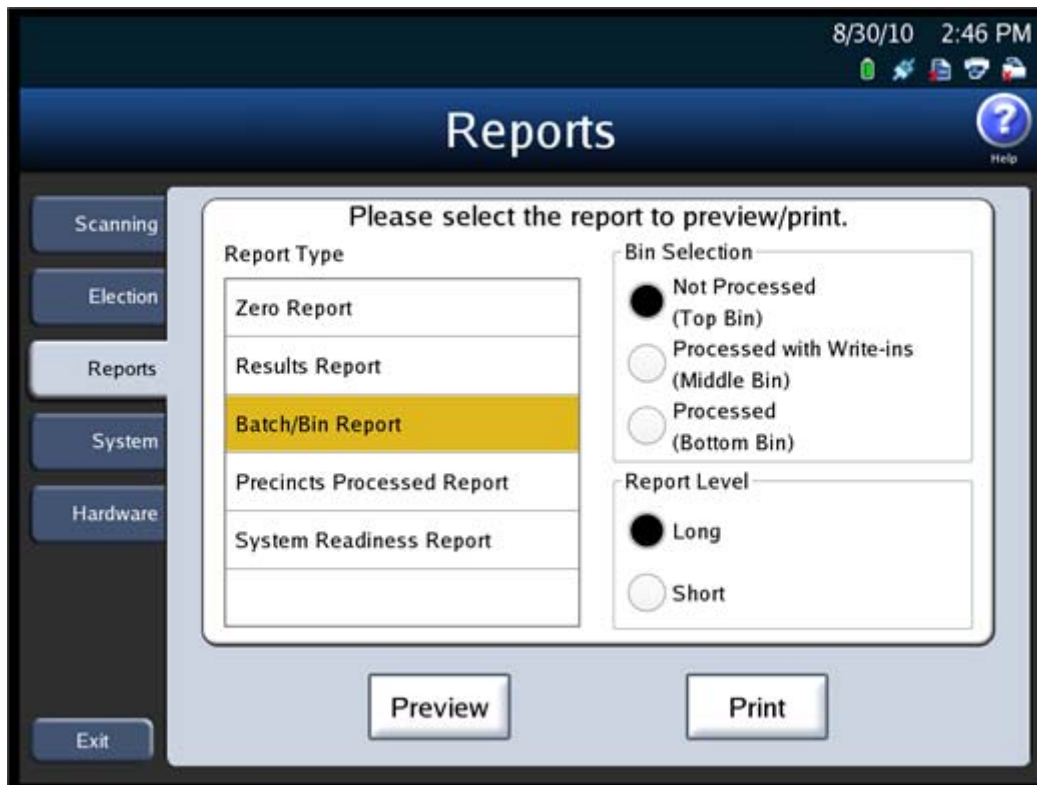 8/30/10 2:46 PM
Reports
Help
Scanning
Election
Reports
System
Hardware
Exit
Please select the report to preview/print.
Report Type
Zero Report
Results Report
Batch/Bin Report
Precincts Processed Report
System Readiness Report
Bin Selection
Not Processed
(Top Bin)
Processed with Write-ins
(Middle Bin)
Processed
(Bottom Bin)
Report Level
Long
Short
Preview
Print